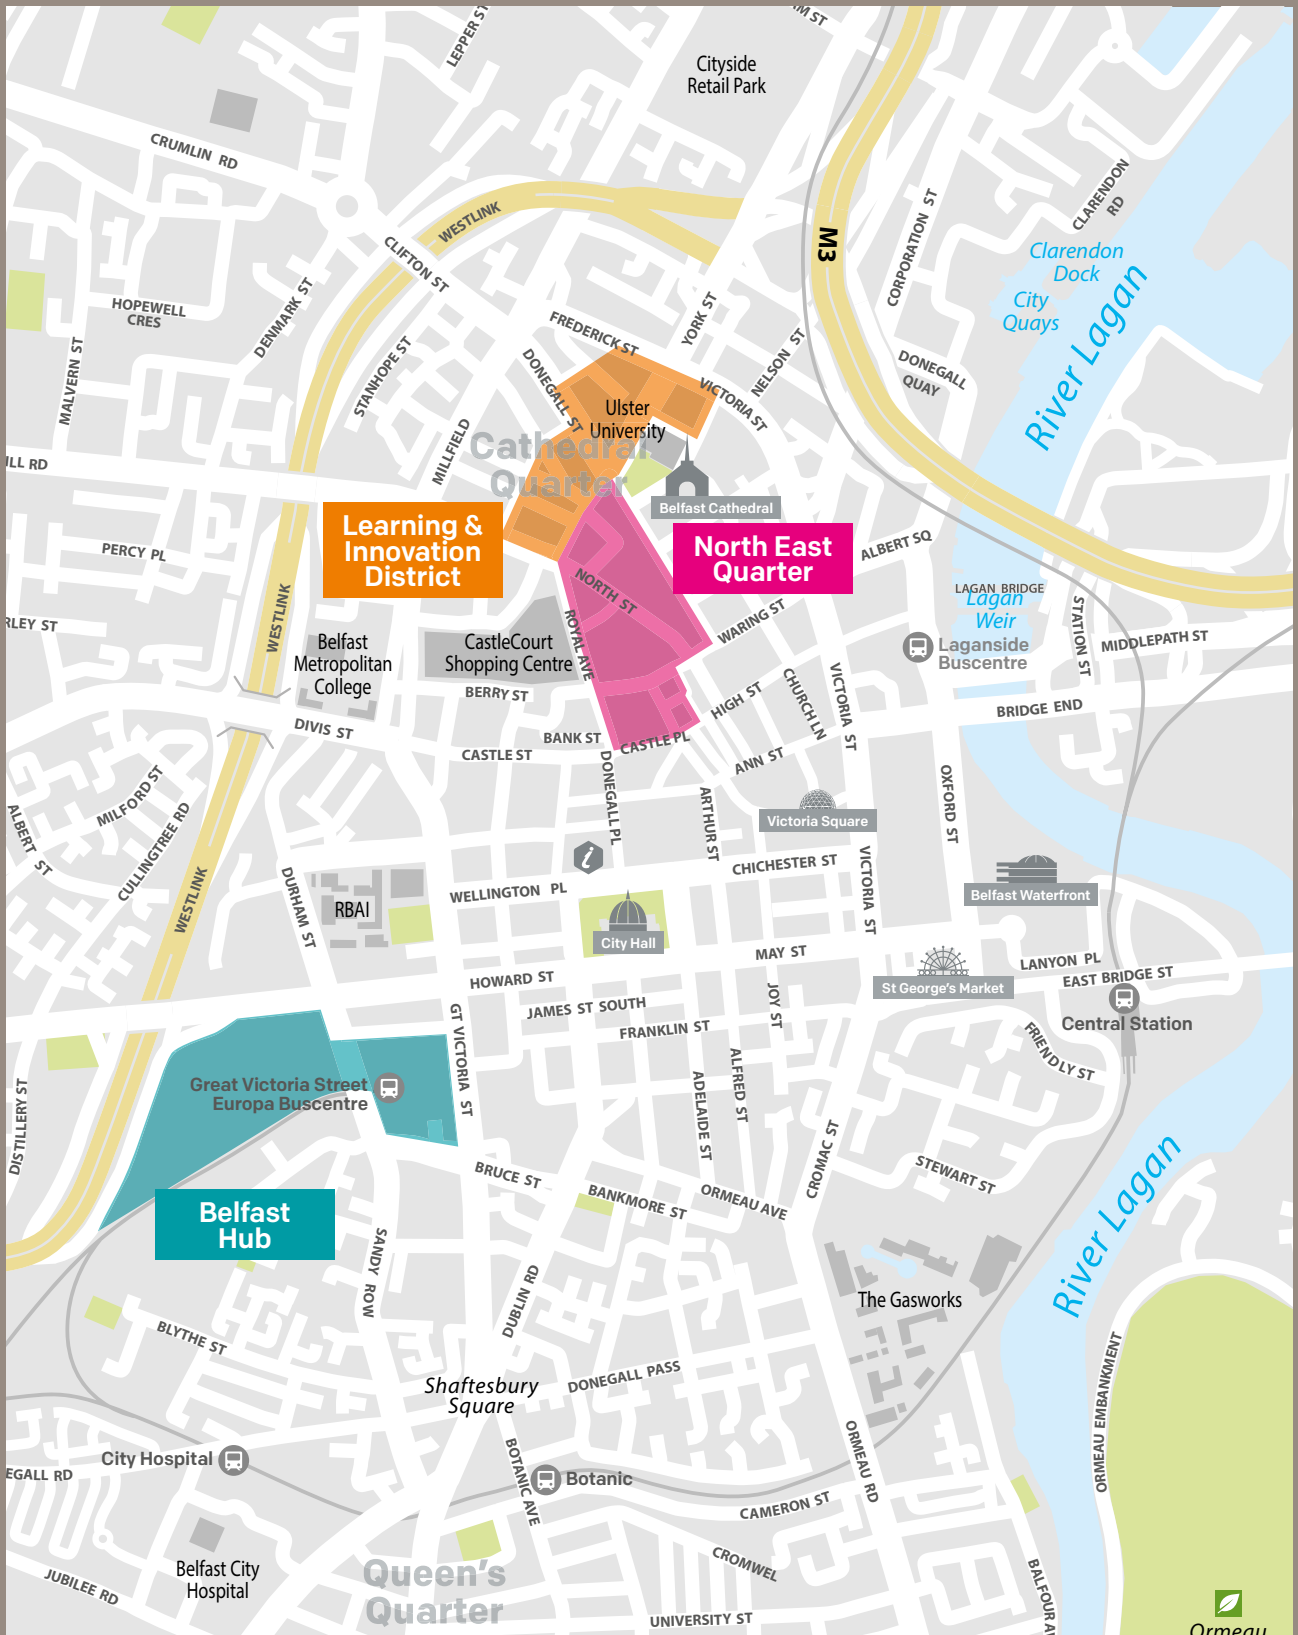 M ST
LEPPER ST
Cityside
Retail Park
CRUMLIN RD
CLARENDON
RD
WESTLINK
CLIFTON ST
M3
CORPORATION ST
Clarendon
Dock
City
Quays
River Lagan
HOPEWELL
CRES
DENMARK ST
MALVERN ST
STANHOPE ST
FREDERICK ST
YORK ST
NELSON ST
DONEGALL
QUAY
DONEGALL ST
VICTORIA ST
Ulster
University
MILLFIELD
Cathedral
Quarter
ILL RD
Belfast Cathedral
Learning &
Innovation
District
North East
Quarter
PERCY PL
ALBERT SQ
LAGAN BRIDGE
Lagan
Weir
NORTH ST
WARING ST
STATION ST
MIDDLEPATH ST
RLEY ST
WESTLINK
Belfast
Metropolitan
College
CastleCourt
Shopping Centre
ROYAL AVE
Laganside
Buscentre
BERRY ST
HIGH ST
CHURCH LN
VICTORIA ST
BRIDGE END
DIVIS ST
BANK ST
CASTLE PL
CASTLE ST
ANN ST
DONEGALL PL
ARTHUR ST
OXFORD ST
MILFORD ST
ALBERT ST
CULLINGTREE RD
Victoria Square
CHICHESTER ST
VICTORIA ST
WESTLINK
DURHAM ST
RBAI
WELLINGTON PL
Belfast Waterfront
City Hall
MAY ST
HOWARD ST
St George's Market
LANYON PL
EAST BRIDGE ST
JAMES ST SOUTH
JOY ST
GT VICTORIA ST
FRANKLIN ST
Central Station
FRIENDLY ST
ALFRED ST
ADELAIDE ST
Great Victoria Street
Europa Buscentre
DISTILLERY ST
CROMAC ST
STEWART ST
River Lagan
BRUCE ST
BANKMORE ST
ORMEAU AVE
Belfast
Hub
SANDY ROW
DUBLIN RD
The Gasworks
BLYTHE ST
DONEGALL PASS
Shaftesbury
Square
ORMEAU EMBANKMENT
City Hospital
EGALL RD
BOTANIC AVE
Botanic
ORMEAU RD
CAMERON ST
CROMWEL
Belfast City
Hospital
JUBILEE RD
Queen's
Quarter
BALFOUR A
UNIVERSITY ST
Ormeau